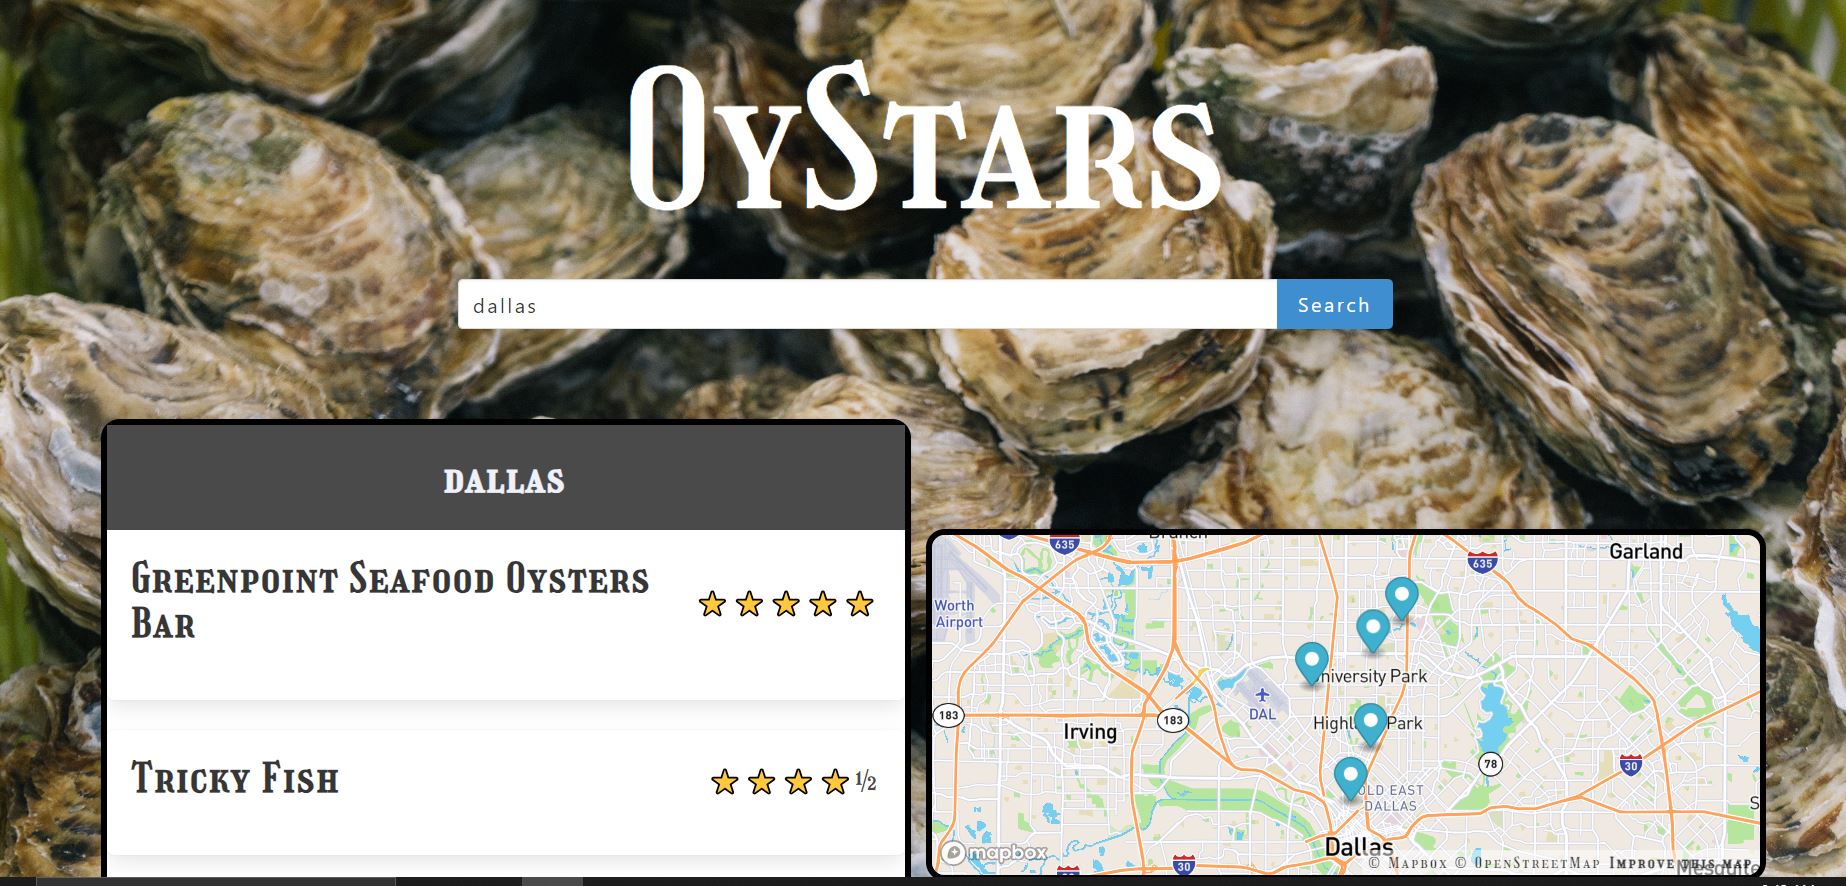 OyStars
dallas
Search
DALLAS
Greenpoint Seafood Oysters
Bar
★ ★ ★ ★ ★
Tricky Fish
★ ★ ★ ★ 1/2
635
Garland
635
Worth
Airport
University Park
DAL
183
183
Irving
Highl Park
78
30
OLD EAST
DALLAS
Dallas
mapbox
30
© Mapbox © OpenStreetMap Improve this map
Mesquite